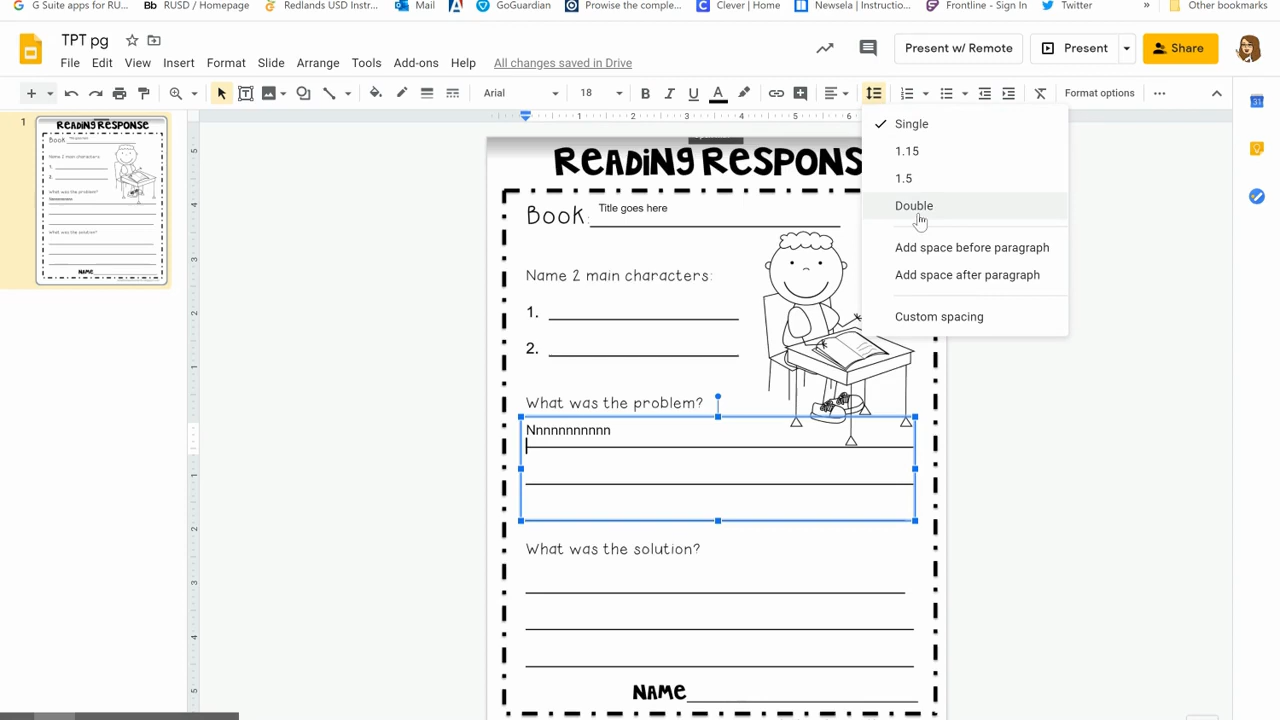 G Suite apps for RU...
Bb RUSD / Homepage
Redlands USD Instr...
Mail
GoGuardian
Prowise the comple...
Clever | Home
Newsela | Instructio...
Frontline - Sign In
Twitter
»
Other bookmarks
TPT pg
Present w/ Remote
Present
Share
File Edit View Insert Format Slide Arrange Tools Add-ons Help All changes saved in Drive
Arial 18 B I U A Format options
1
Single
1.15
1.5
Double
Add space before paragraph
Add space after paragraph
Custom spacing
READING RESPONS
Book: Title goes here
Name 2 main characters:
1.
2.
What was the problem?
Nnnnnnnnnnn
What was the solution?
NAME
READING RESPONSE
Book
Name 2 main characters:
1.
2.
What was the problem?
What was the solution?
NAME